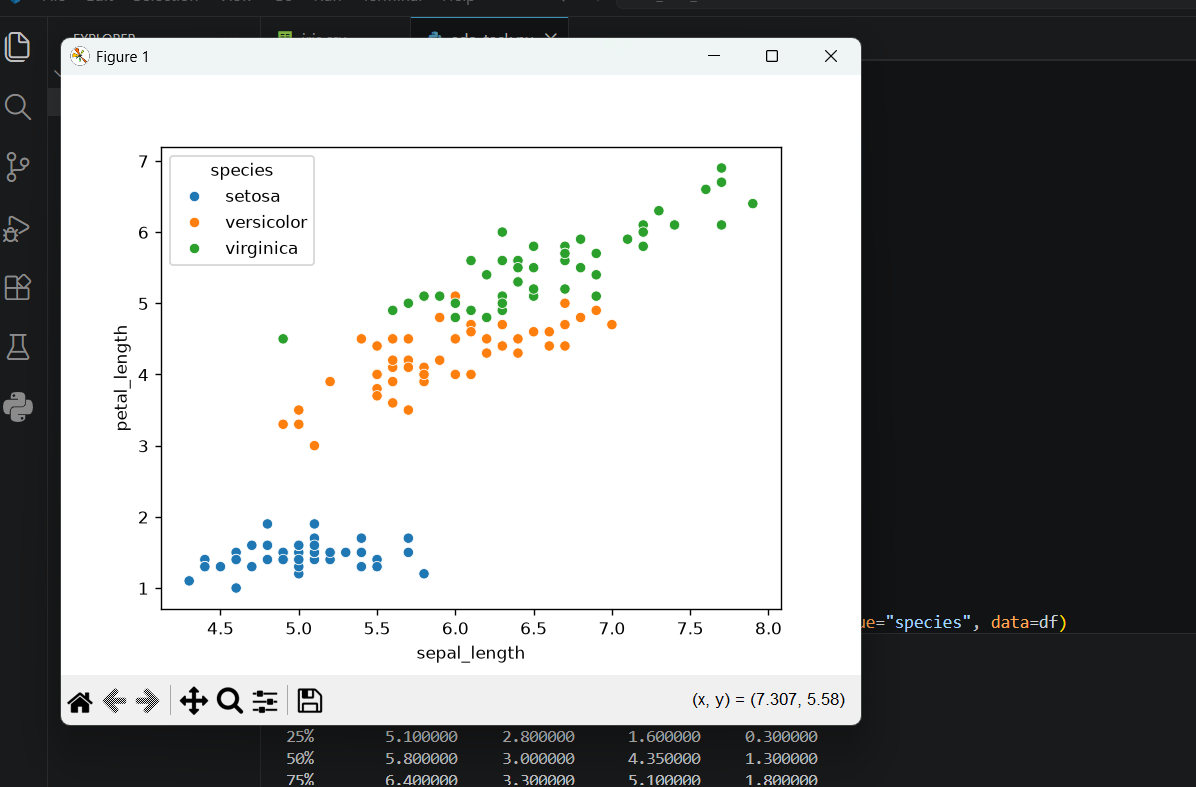 EXPLORER
Figure 1
species
setosa
versicolor
virginica
7
6
5
4
3
2
1
petal_length
4.5 5.0 5.5 6.0 6.5 7.0 7.5 8.0
sepal_length
(x, y) = (7.307, 5.58)
="species", data=df)
25% 5.100000 2.800000 1.600000 0.300000
50% 5.800000 3.000000 4.350000 1.300000
75% 6.400000 3.300000 5.100000 1.800000